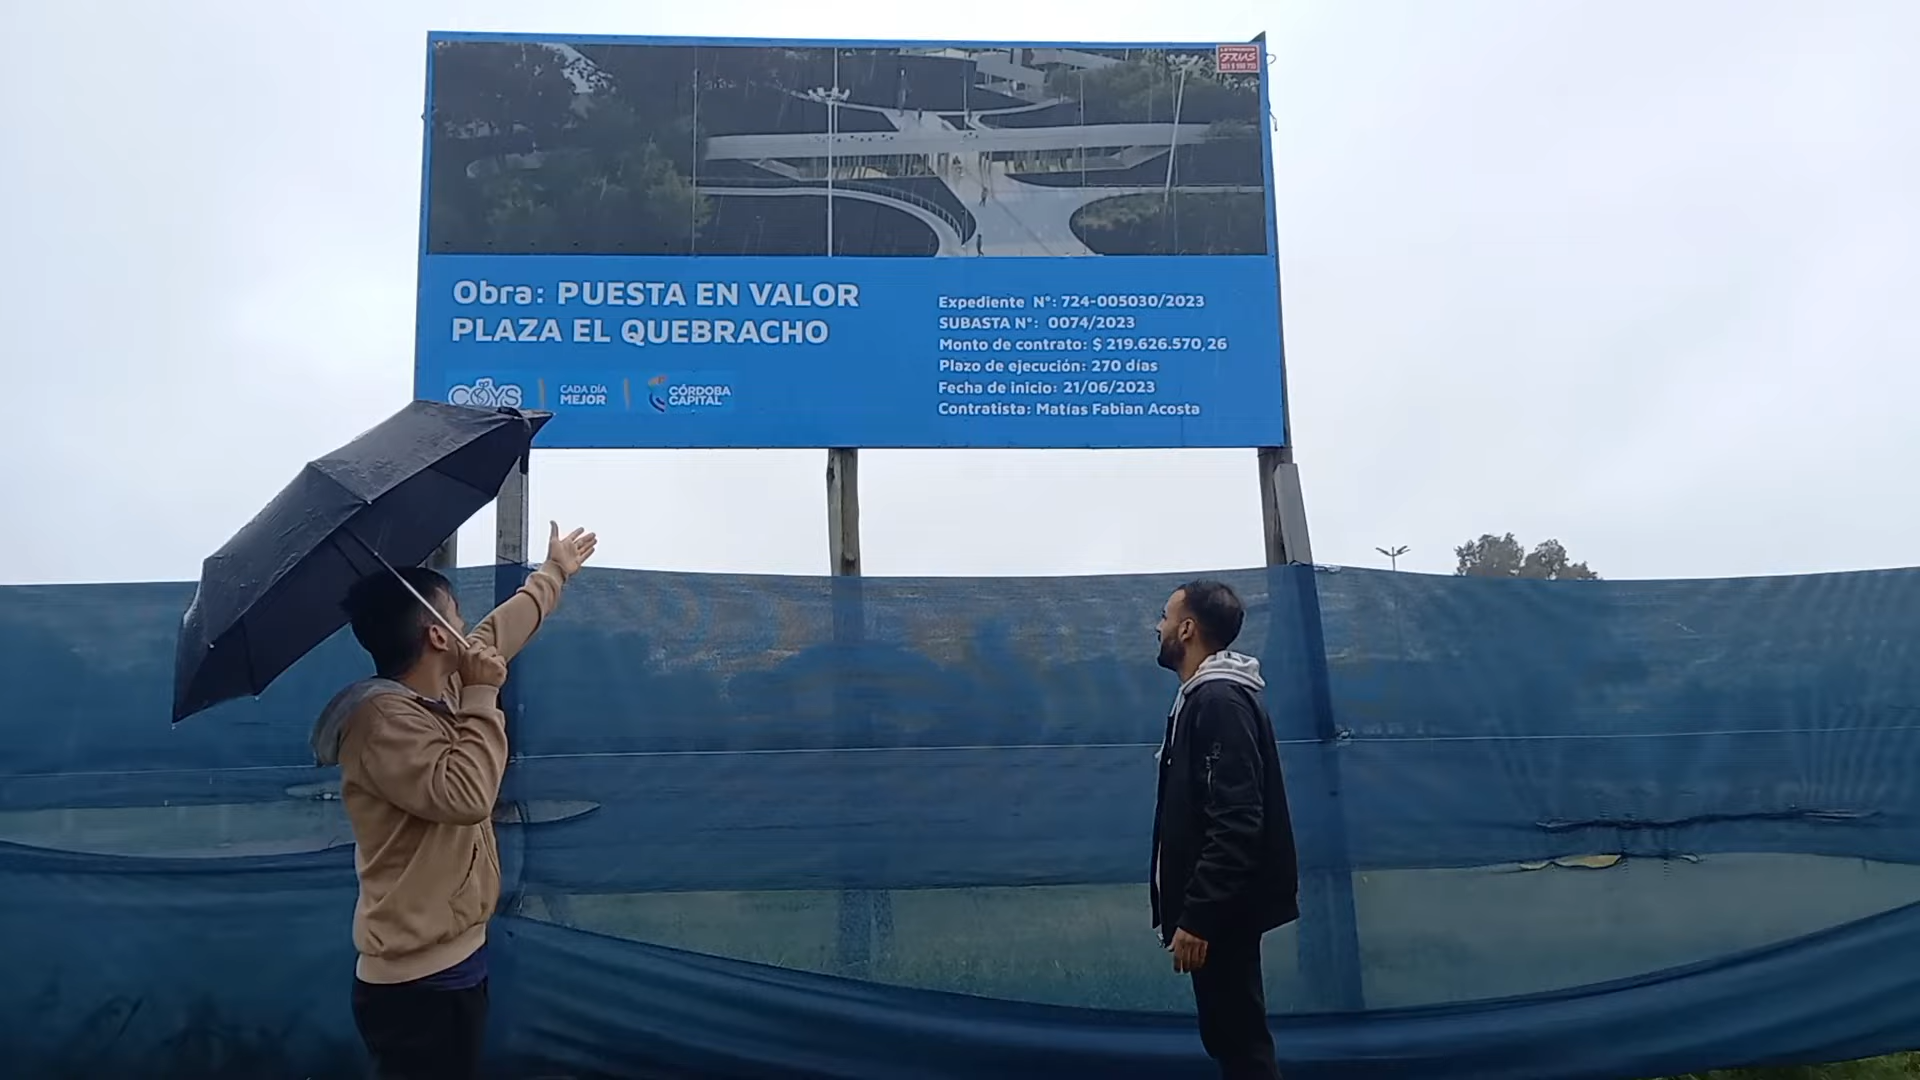 FRIAS
Obra: PUESTA EN VALOR
PLAZA EL QUEBRACHO
COYS
CADA DÍA
MEJOR
CÓRDOBA
CAPITAL
Expediente N°: 724-005030/2023
SUBASTA N°: 0074/2023
Monto de contrato: $ 219.626.570,26
Plazo de ejecución: 270 días
Fecha de inicio: 21/06/2023
Contratista: Matías Fabian Acosta